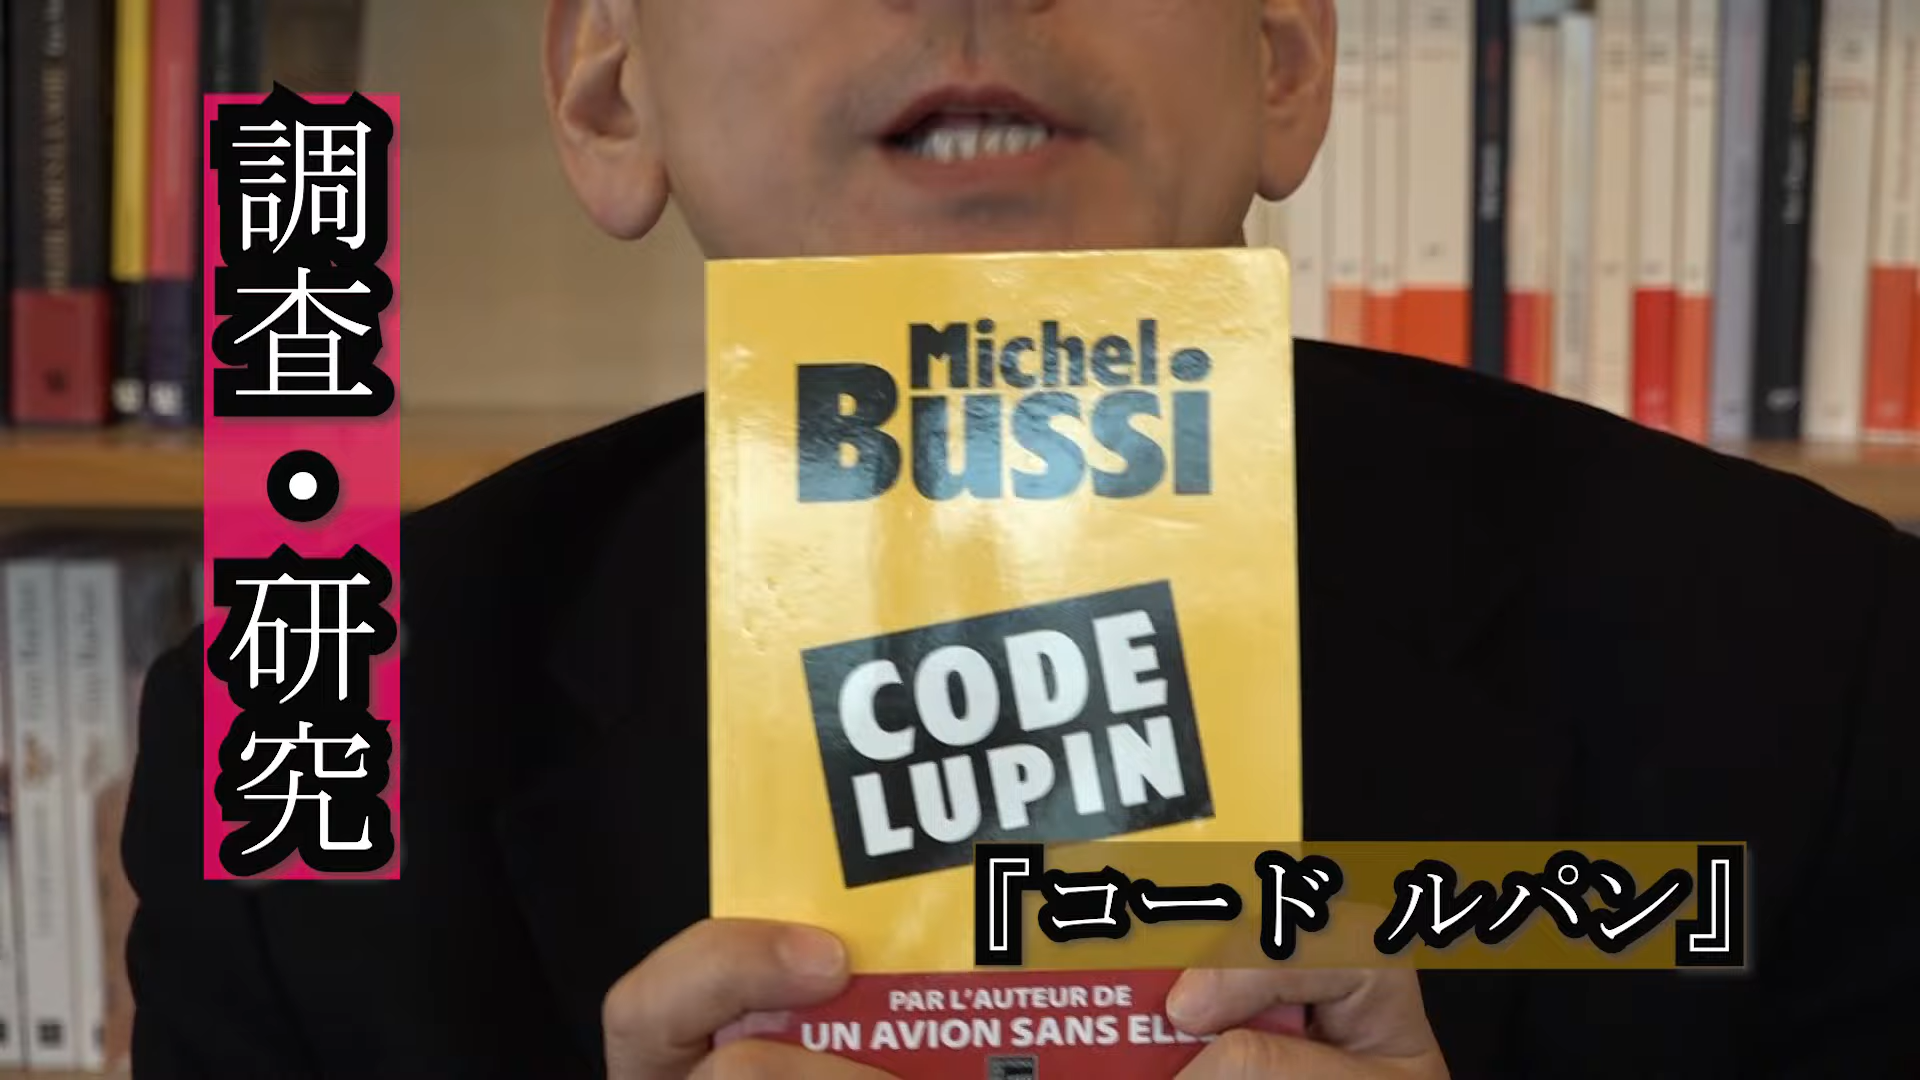 調査・研究
Michel
Bussi
CODE
LUPIN
『コード ルパン』
PAR L'AUTEUR DE
UN AVION SANS ELLE